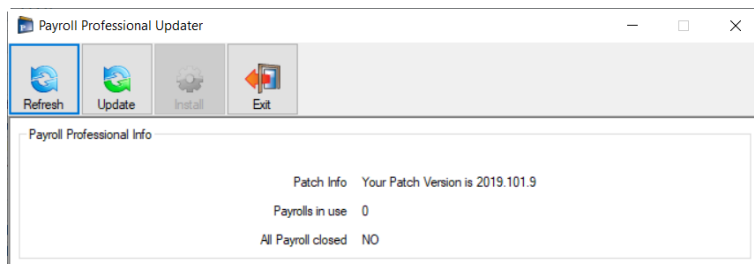 Payroll Professional Updater
Refresh Update Install Exit
Payroll Professional Info
Patch Info Your Patch Version is 2019.101.9
Payrolls in use 0
All Payroll closed NO